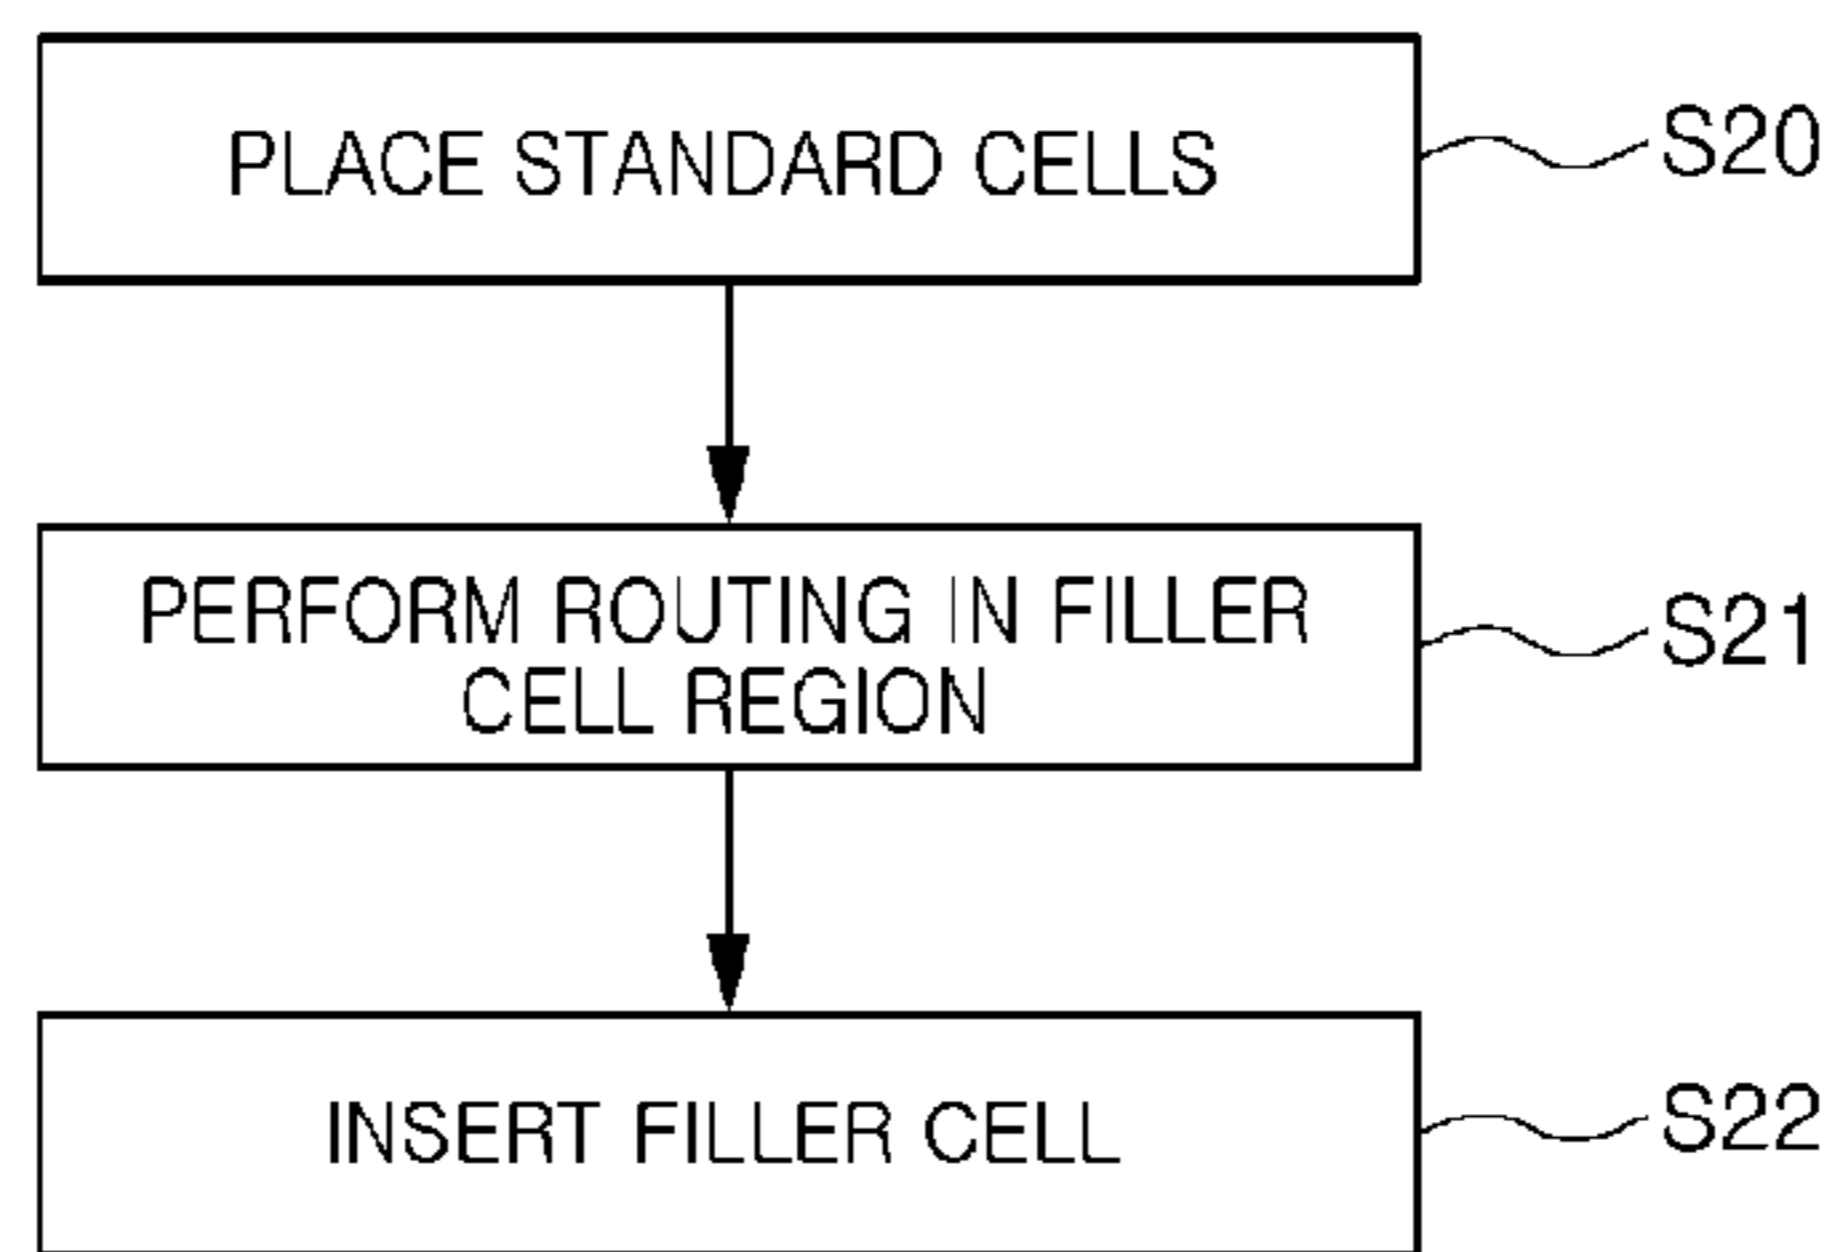 PLACE STANDARD CELLS
S20
PERFORM ROUTING IN FILLER
CELL REGION
S21
INSERT FILLER CELL
S22